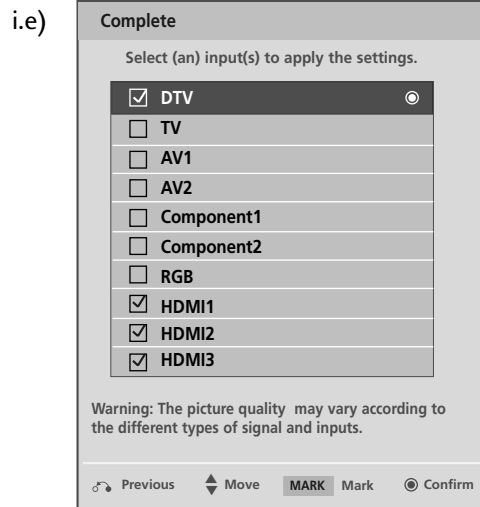 i.e)
Complete
Select (an) input(s) to apply the settings.
DTV
TV
AV1
AV2
Component1
Component2
RGB
HDMI1
HDMI2
HDMI3
Warning: The picture quality may vary according to
the different types of signal and inputs.
Previous Move MARK Mark Confirm